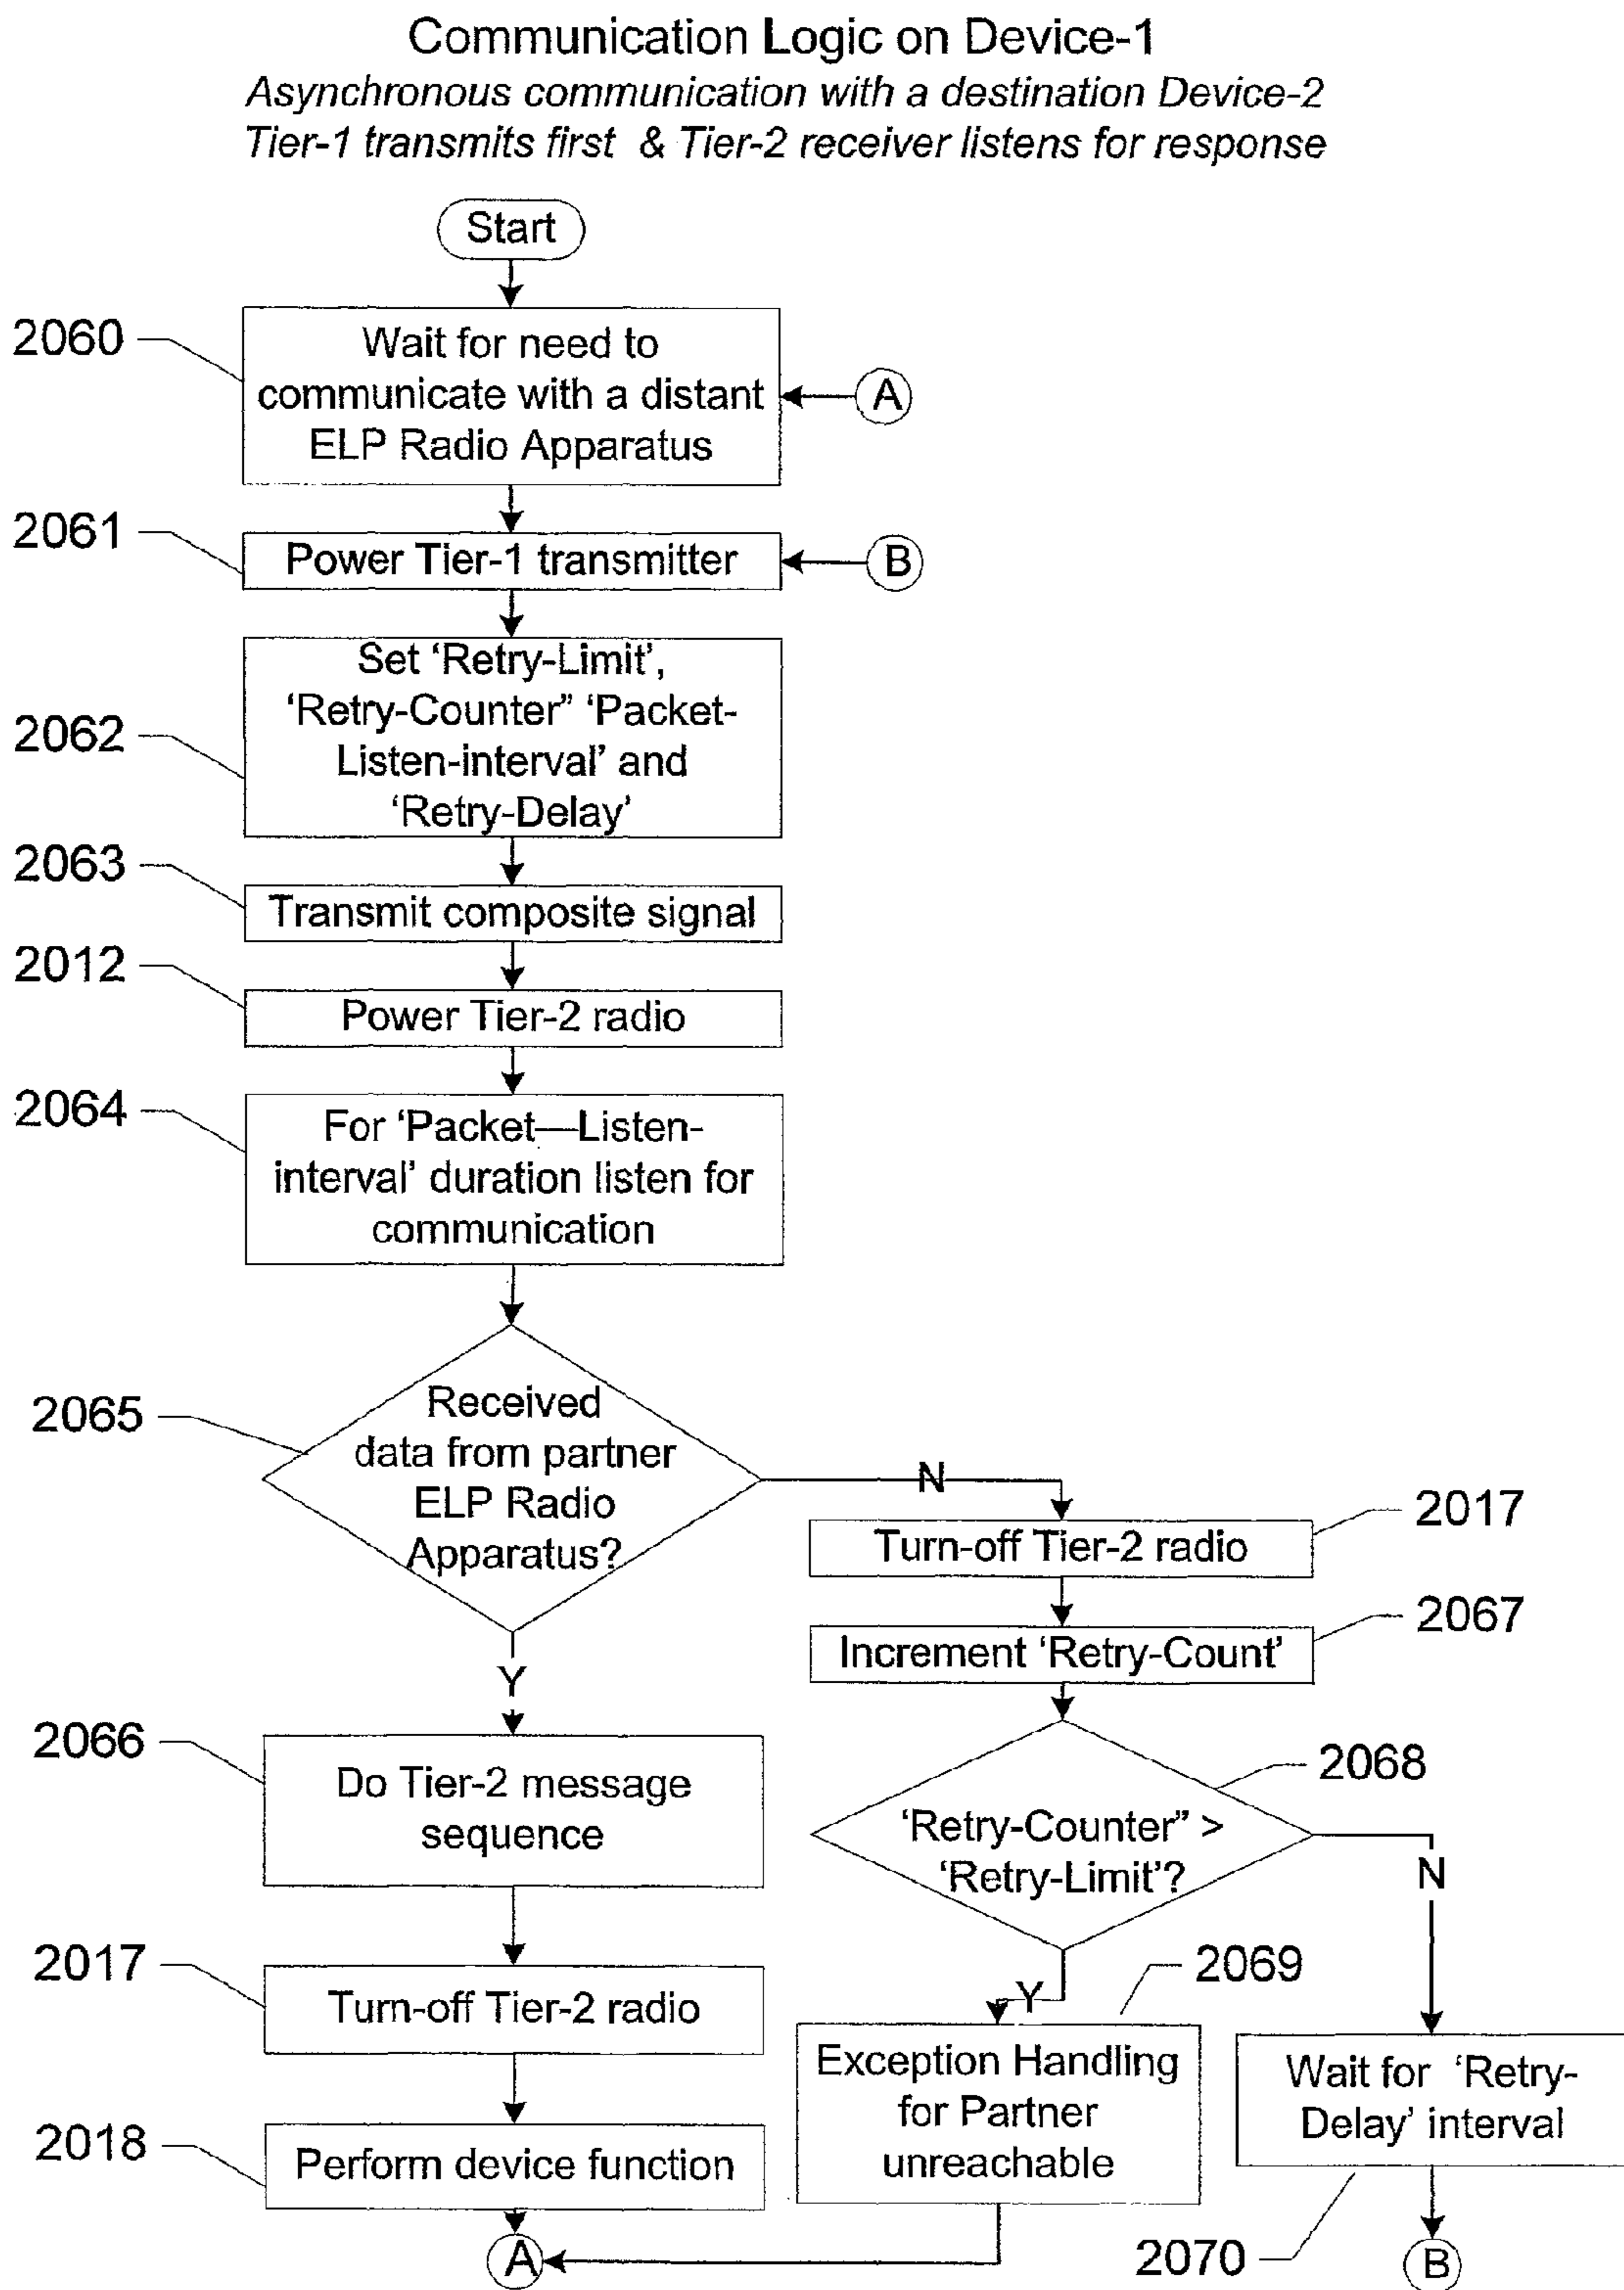 Communication Logic on Device-1
Asynchronous communication with a destination Device-2
Tier-1 transmits first & Tier-2 receiver listens for response
Start
2060
Wait for need to
communicate with a distant
ELP Radio Apparatus
A
2061
Power Tier-1 transmitter
B
2062
Set ‘Retry-Limit’,
‘Retry-Counter” ‘Packet-
Listen-interval’ and
‘Retry-Delay’
2063
Transmit composite signal
2012
Power Tier-2 radio
2064
For ‘Packet—Listen-
interval’ duration listen for
communication
2065
Received
data from partner
ELP Radio
Apparatus?
N
Y
2017
Turn-off Tier-2 radio
2067
Increment ‘Retry-Count’
2068
‘Retry-Counter” >
‘Retry-Limit’?
N
Y
2066
Do Tier-2 message
sequence
2017
Turn-off Tier-2 radio
2018
Perform device function
2069
Exception Handling
for Partner
unreachable
Wait for ‘Retry-
Delay’ interval
2070
A
B